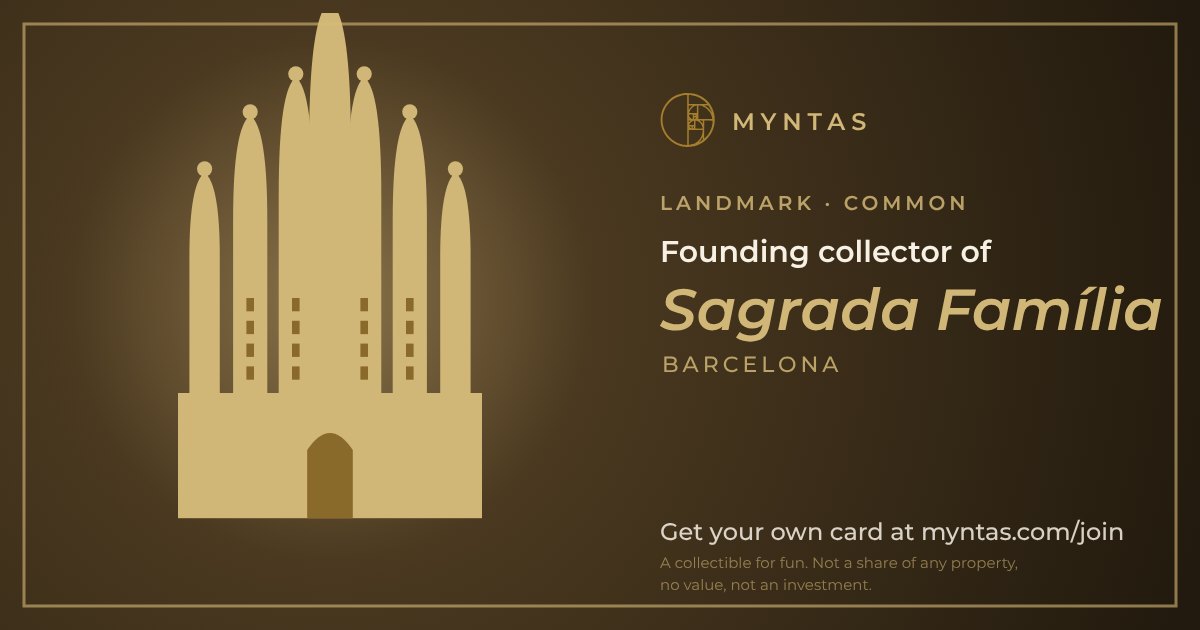 MYNTAS
LANDMARK · COMMON
Founding collector of
Sagrada Família
BARCELONA
Get your own card at myntas.com/join
A collectible for fun. Not a share of any property,
no value, not an investment.